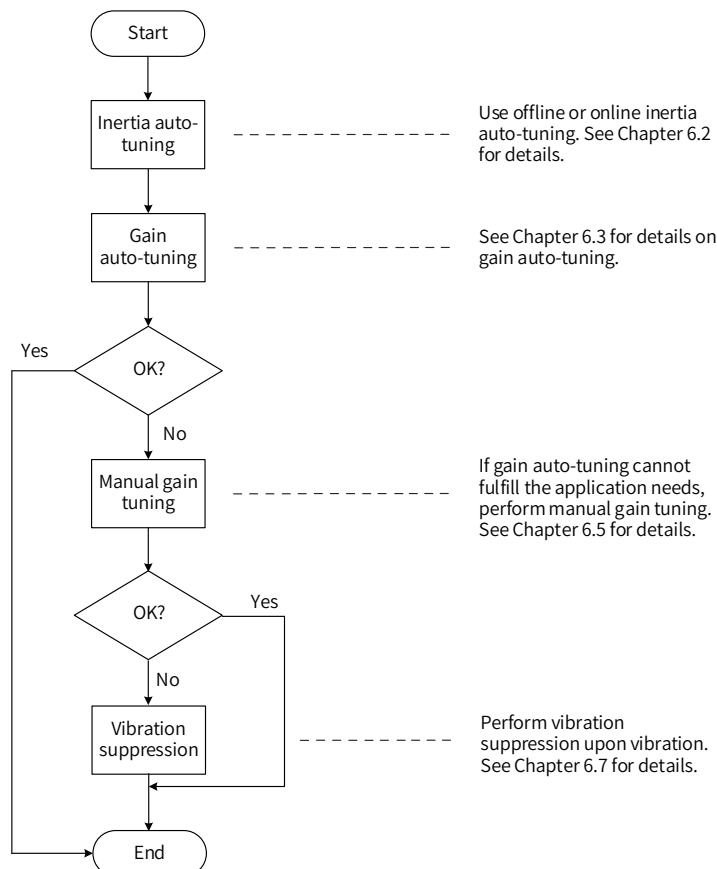 Start
Inertia auto-
tuning
Use offline or online inertia
auto-tuning. See Chapter 6.2
for details.
Gain
auto-tuning
See Chapter 6.3 for details on
gain auto-tuning.
Yes
OK?
No
Manual gain
tuning
If gain auto-tuning cannot
fulfill the application needs,
perform manual gain tuning.
See Chapter 6.5 for details.
OK?
Yes
No
Vibration
suppression
Perform vibration
suppression upon vibration.
See Chapter 6.7 for details.
End